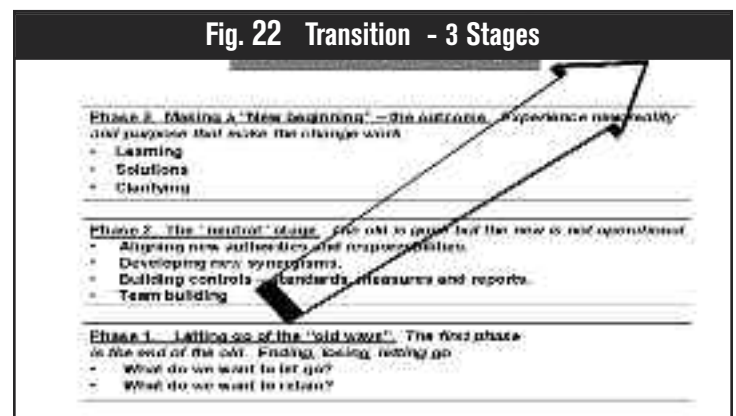 Fig. 22 Transition - 3 Stages
Phase 3. Making a "New beginning" – the outcome. Experience new reality
and purpose that make the change work
• Learning
• Solutions
• Clarifying
Phase 2. The "neutral" stage. The old is gone but the new is not operational.
• Aligning new authorities and responsibilities.
• Developing new synergisms.
• Building controls – standards, measures and reports.
• Team building
Phase 1. Letting go of the "old ways". The first phase
is the end of the old. Ending, losing, letting go
• What do we want to let go?
• What do we want to retain?